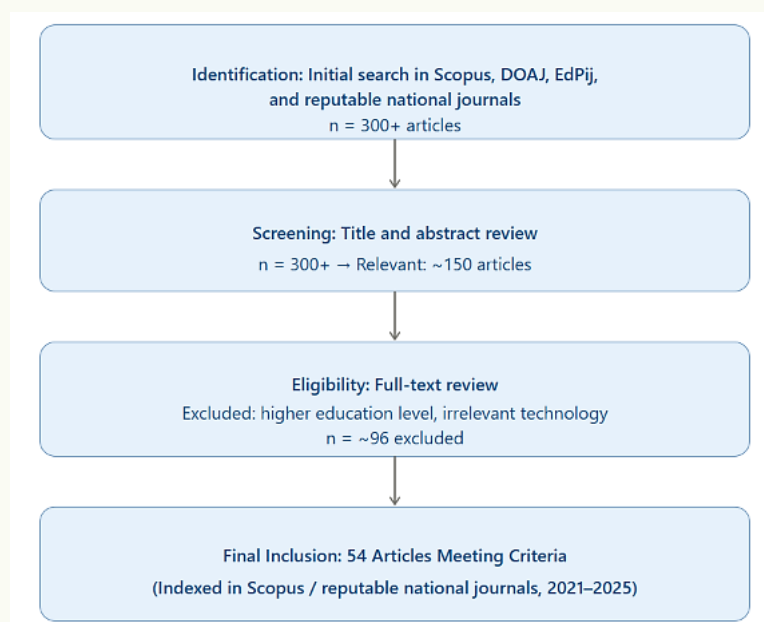 Identification: Initial search in Scopus, DOAJ, EdPij,
and reputable national journals
n = 300+ articles
Screening: Title and abstract review
n = 300+ → Relevant: ~150 articles
Eligibility: Full-text review
Excluded: higher education level, irrelevant technology
n = ~96 excluded
Final Inclusion: 54 Articles Meeting Criteria
(Indexed in Scopus / reputable national journals, 2021–2025)